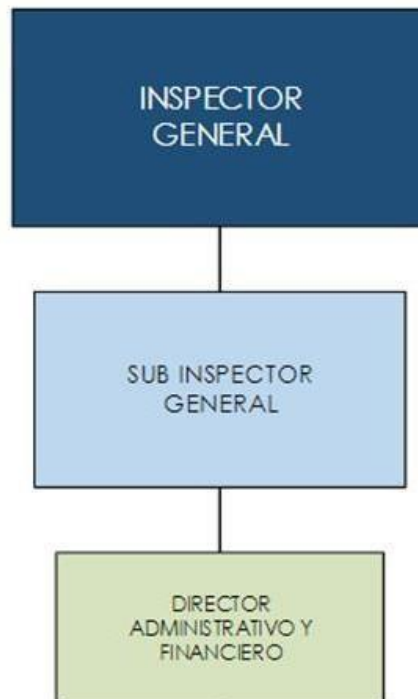 INSPECTOR
GENERAL
SUB INSPECTOR
GENERAL
DIRECTOR
ADMINISTRATIVO Y
FINANCIERO